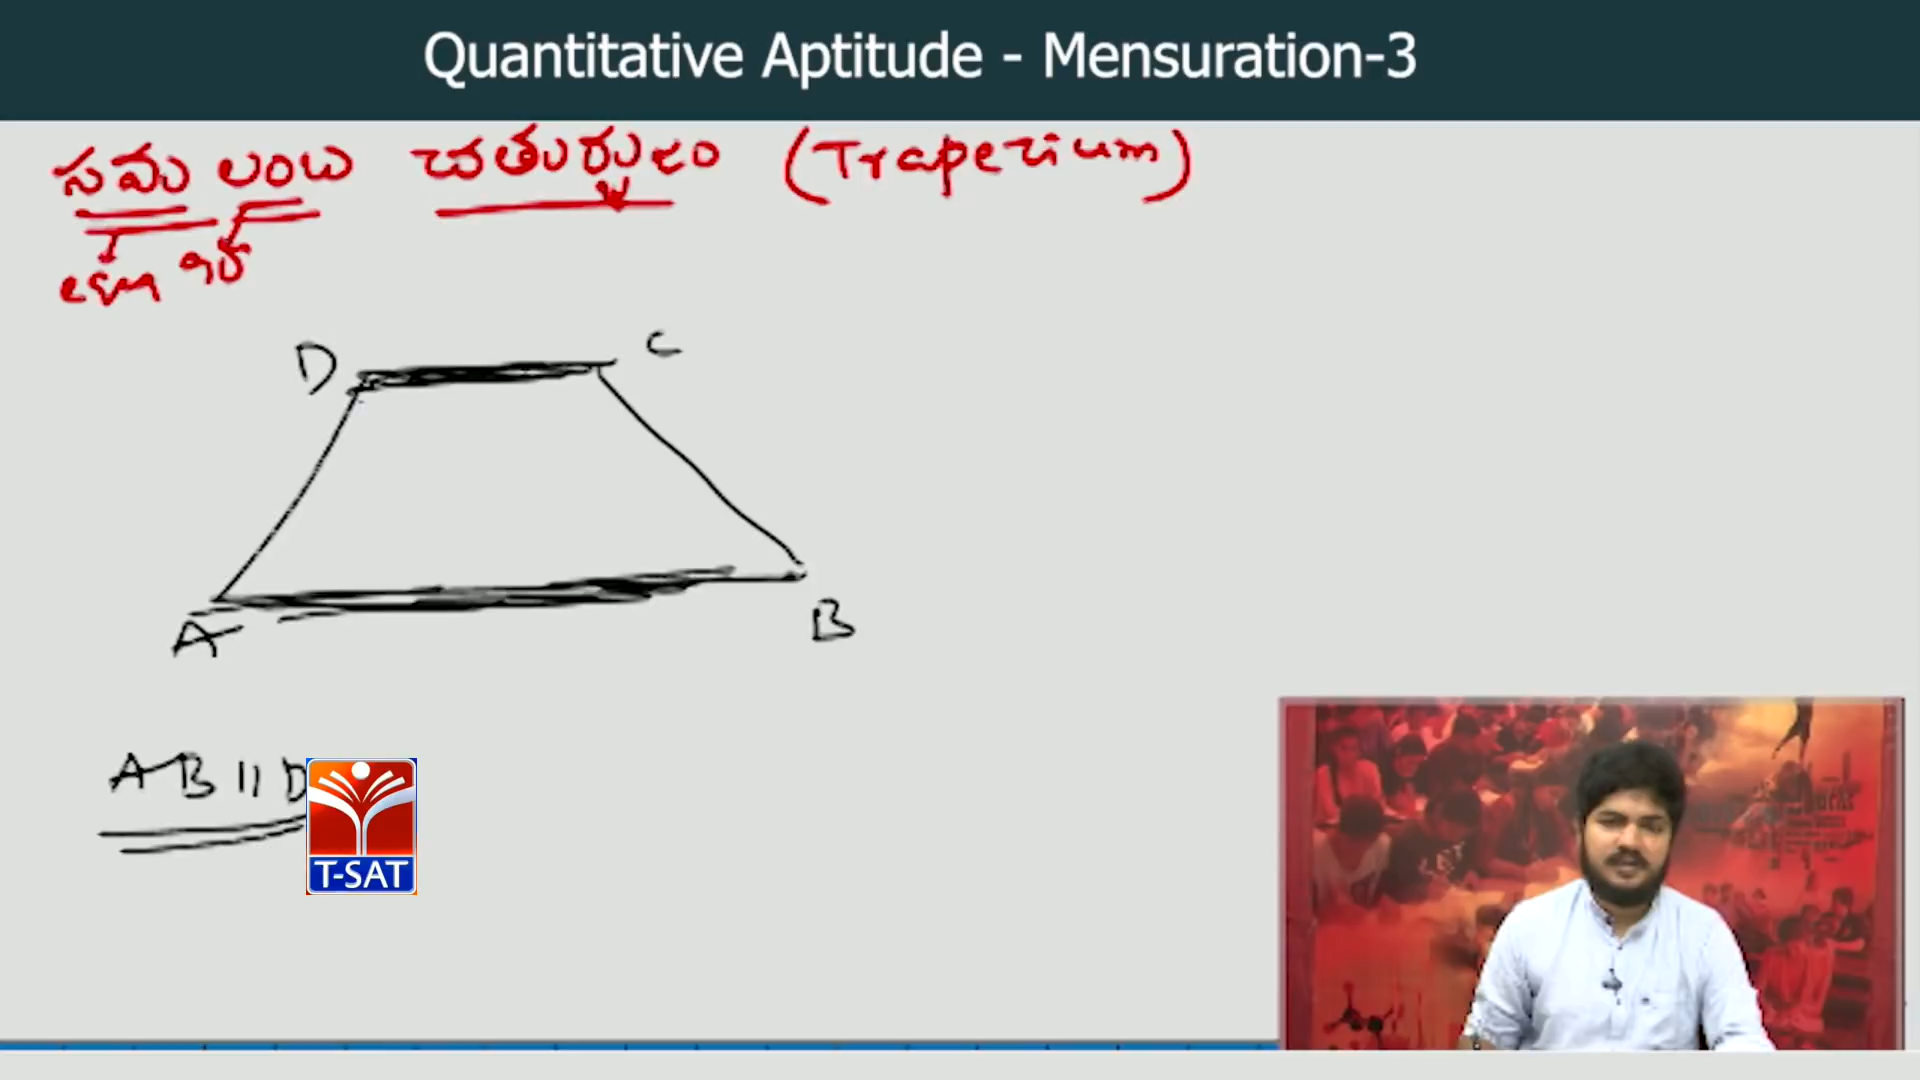 Quantitative Aptitude - Mensuration-3
సమ లంబ చతుర్భుజం (Trapezium)
D C
A B
AB || D
T-SAT